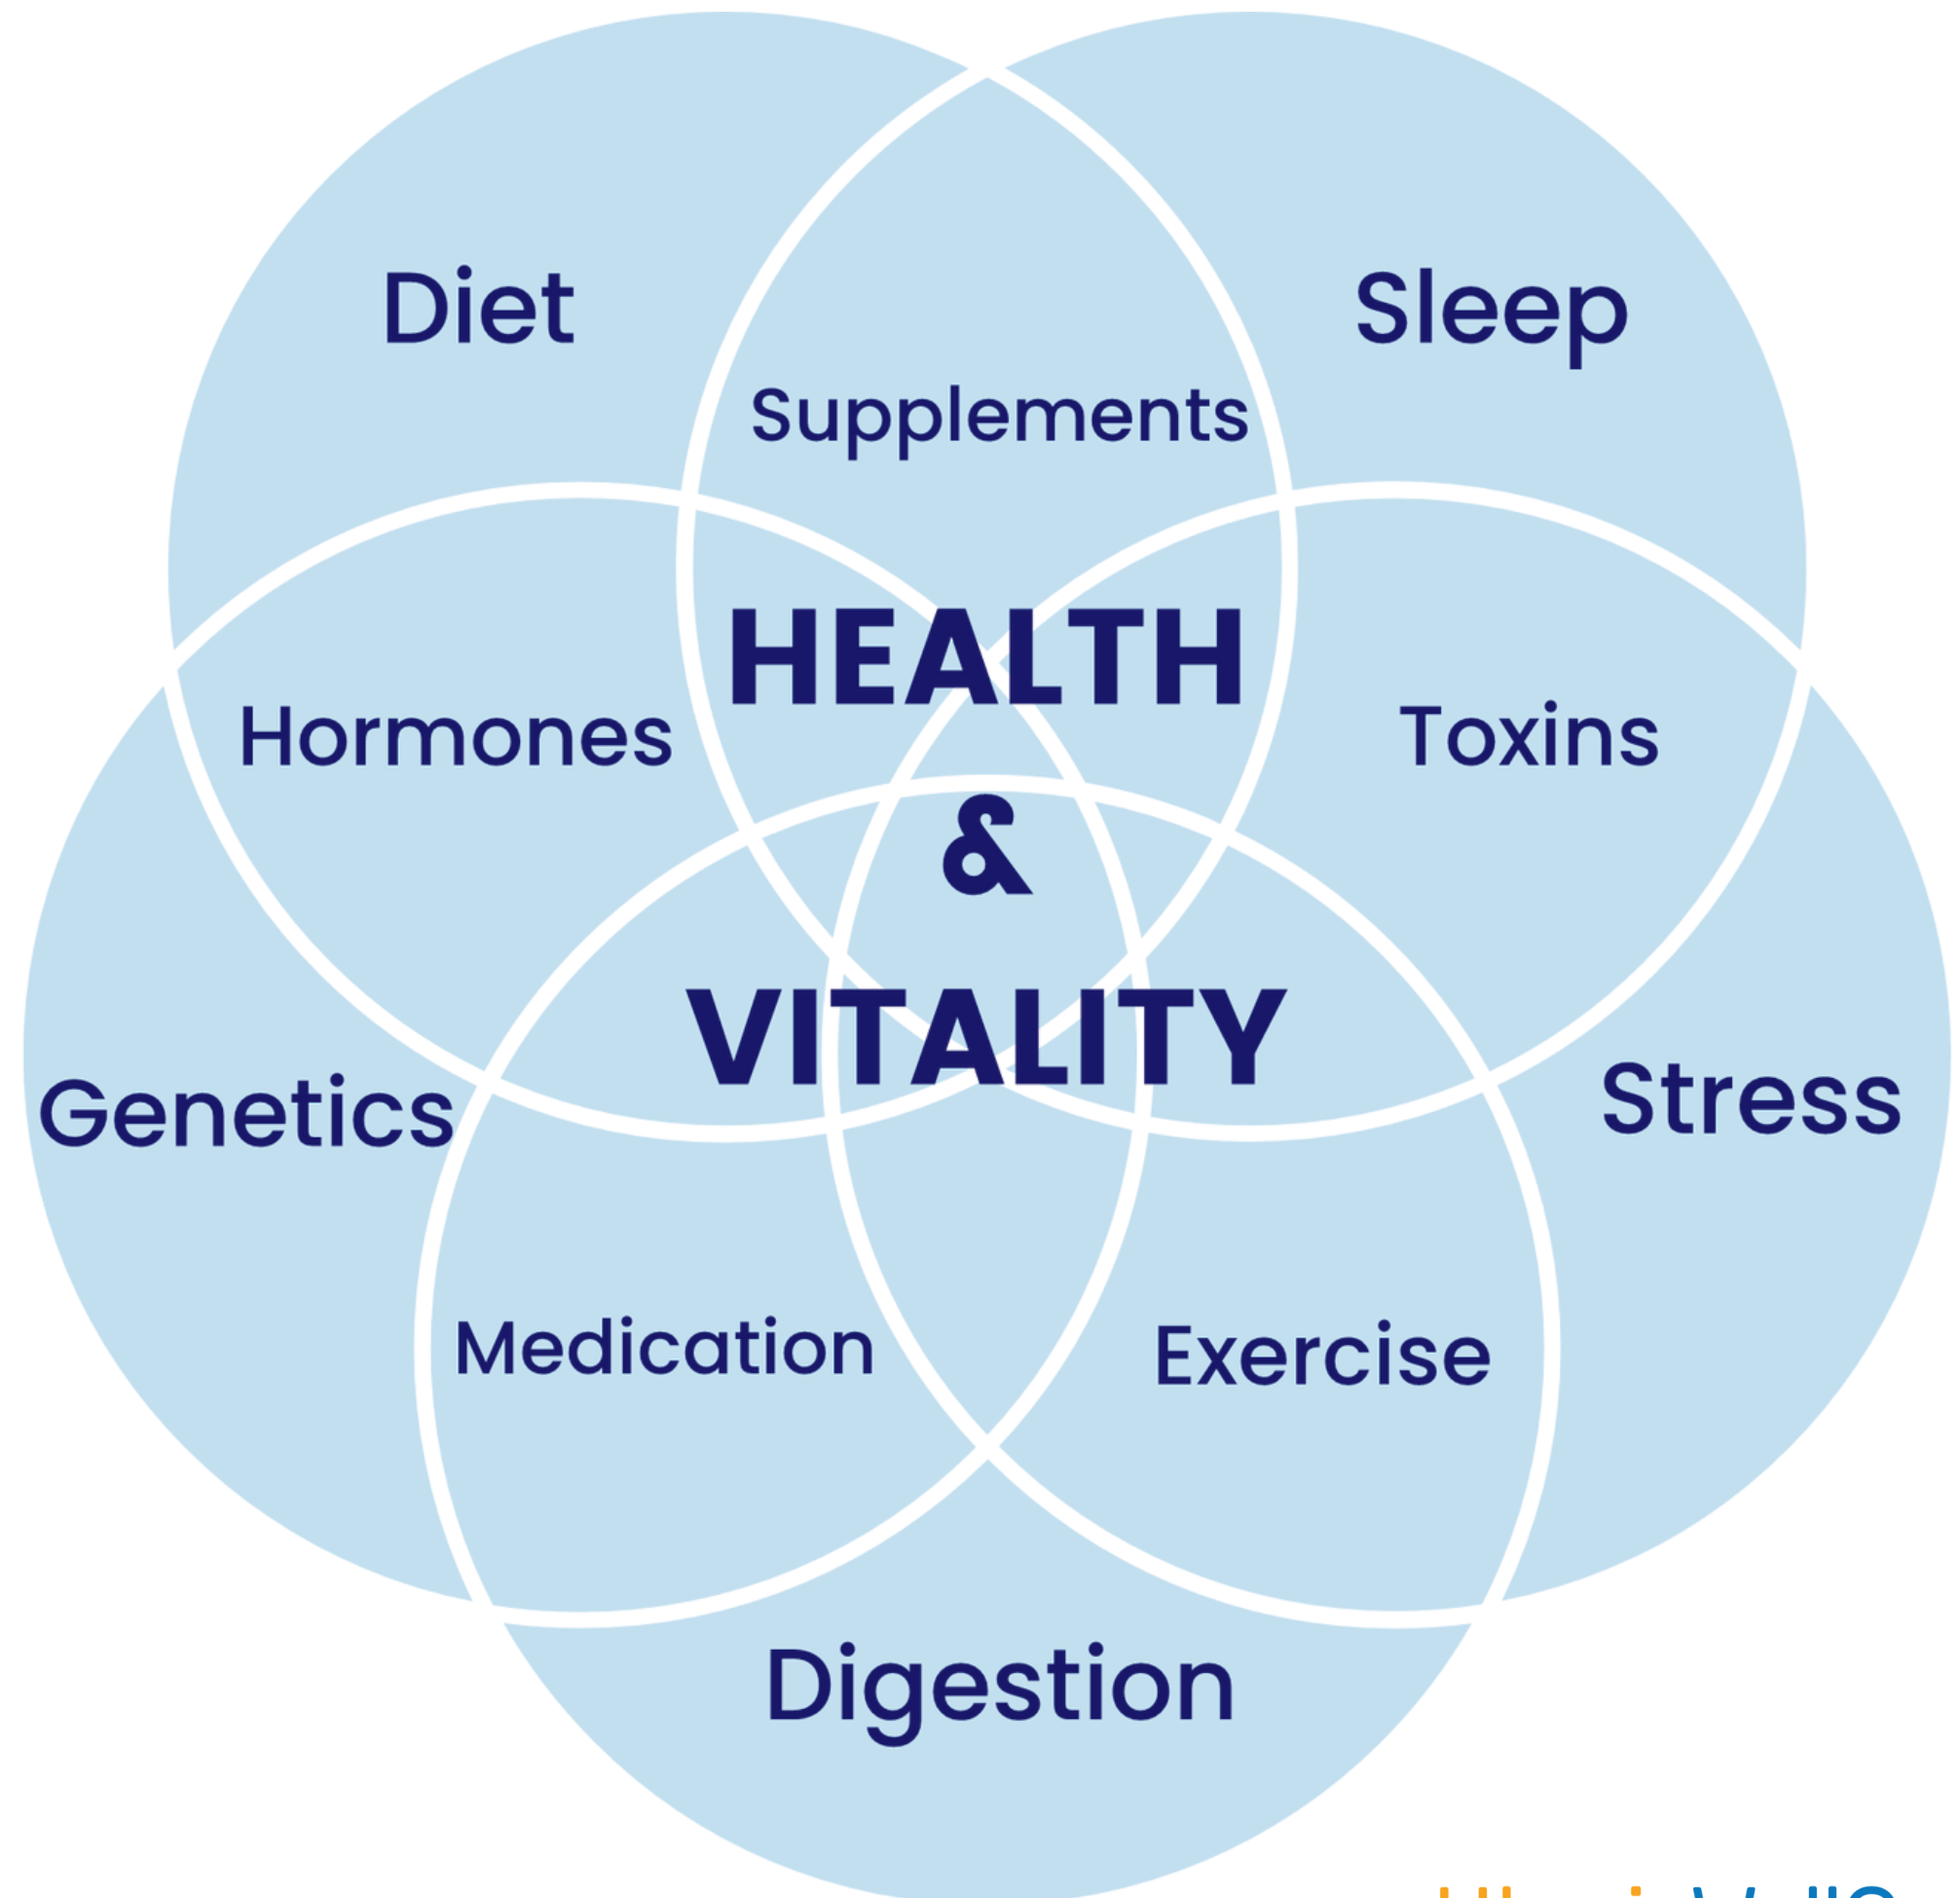 Diet
Sleep
Supplements
HEALTH
Hormones
Toxins
&
VITALITY
Genetics
Stress
Medication
Exercise
Digestion